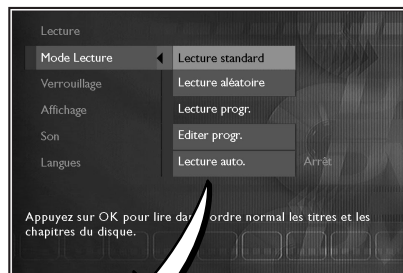 Lecture
Mode Lecture
Lecture standard
Verrouillage
Lecture aléatoire
Affichage
Lecture progr.
Son
Editer progr.
Langues
Lecture auto.
Arrêt
Appuyez sur OK pour lire ordre normal les titres et les
chapitres du disque.